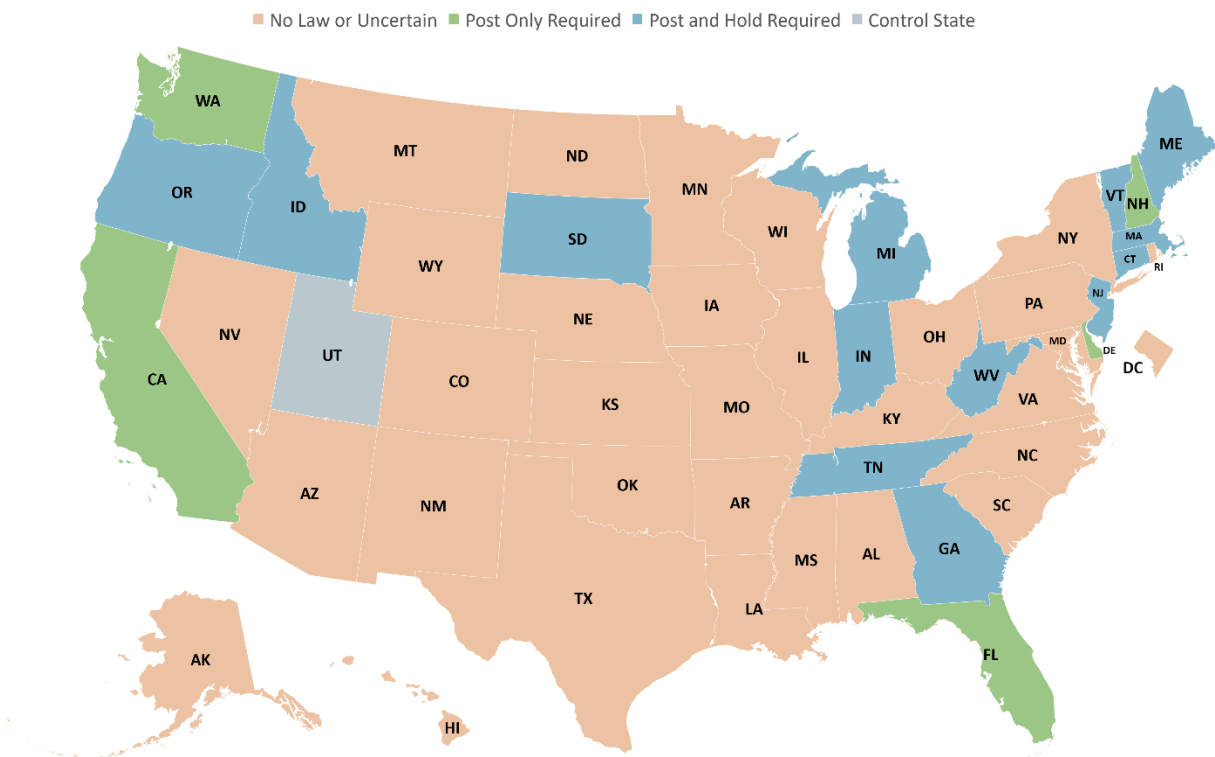 No Law or Uncertain Post Only Required Post and Hold Required Control State
WA
MT
ND
MN
ME
OR
ID
SD
WI
MI
VT
NH
NY
MA
CT
RI
WY
IA
NE
PA
NJ
NV
UT
CO
IL
IN
OH
MD
DE
DC
CA
KS
MO
WV
VA
KY
AZ
NM
OK
AR
TN
NC
SC
MS
AL
GA
TX
LA
FL
AK
HI